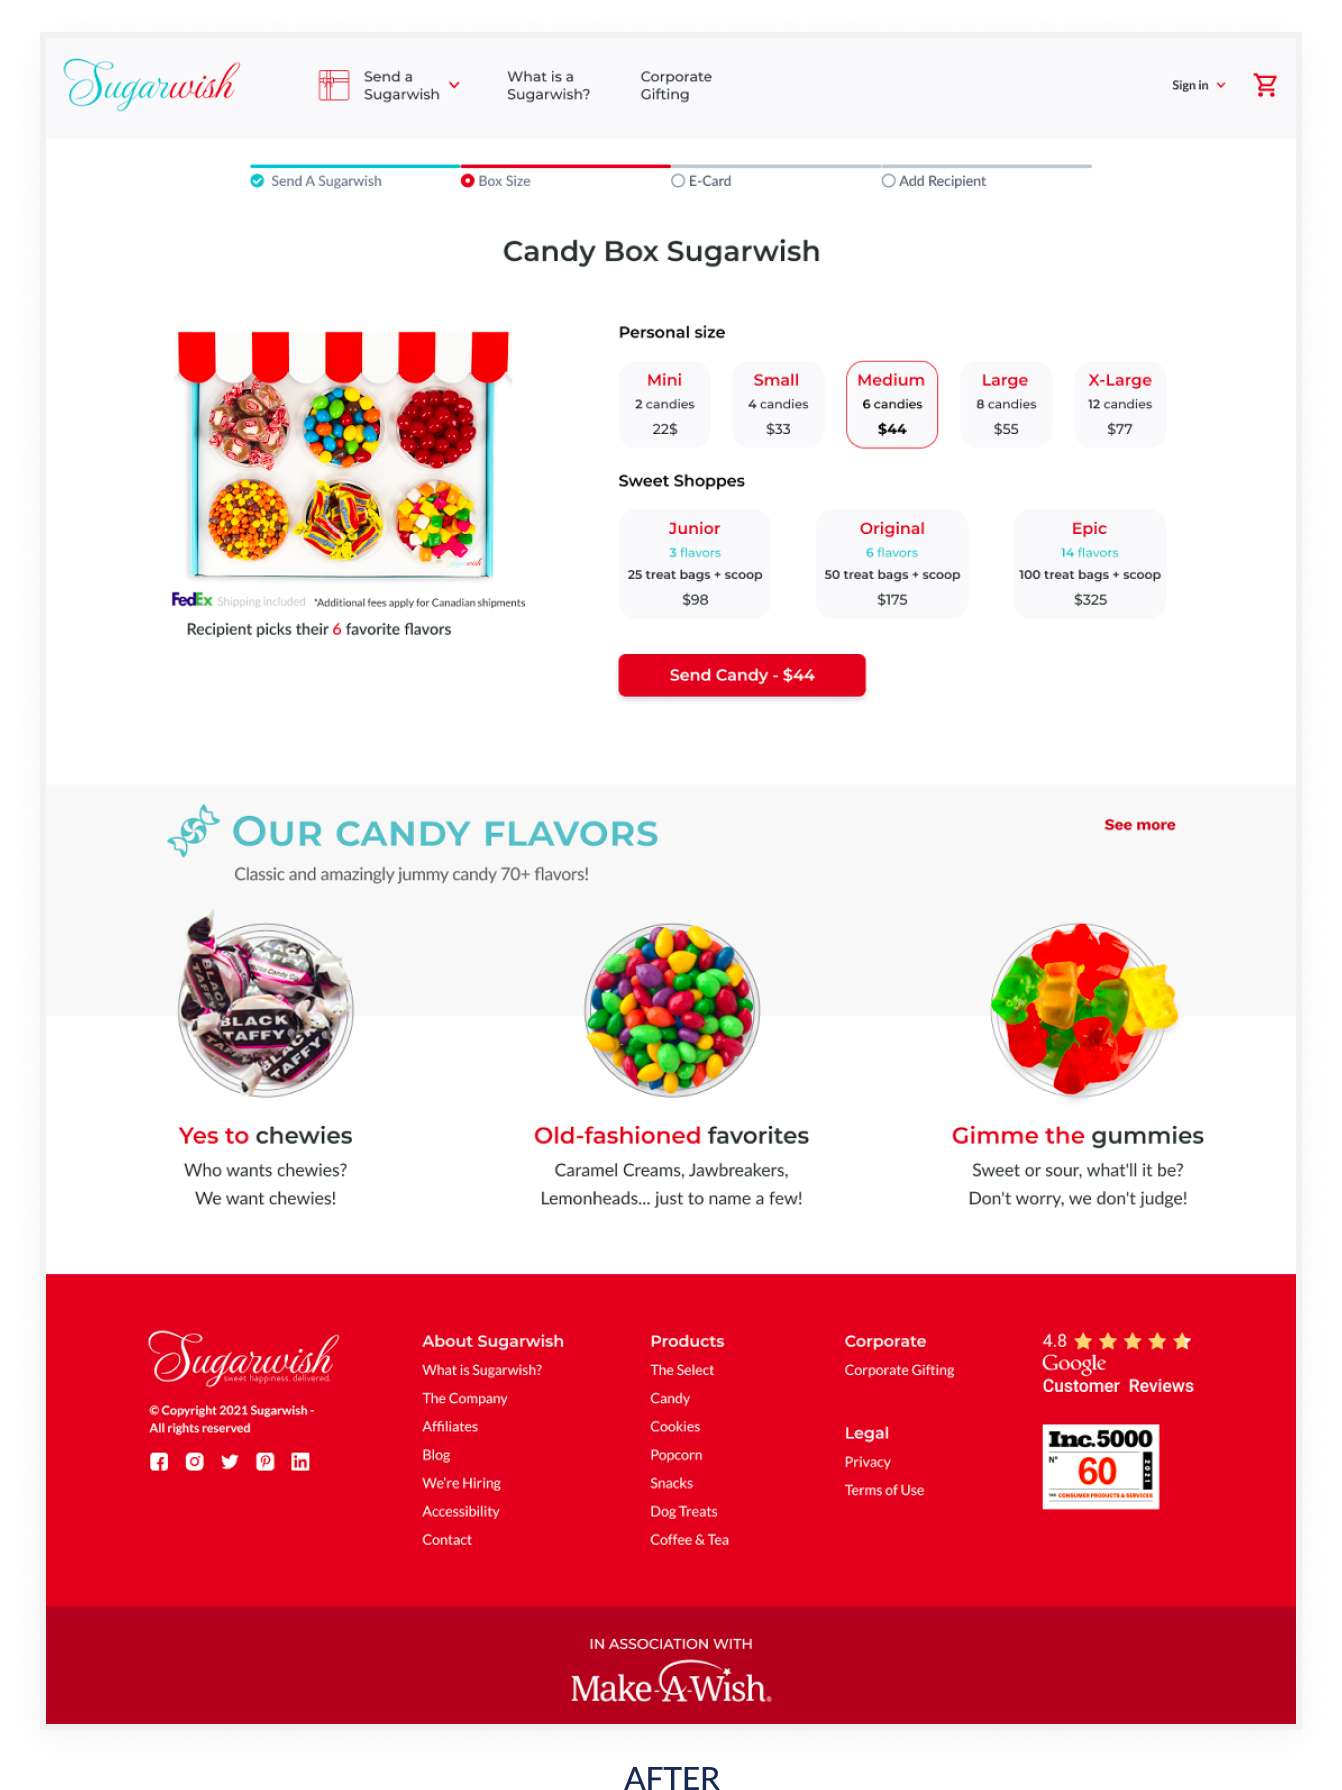 Sugarwish
Send a
Sugarwish
What is a
Sugarwish?
Corporate
Gifting
Sign in
Send A Sugarwish
Box Size
E-Card
Add Recipient
Candy Box Sugarwish
Personal size
Mini
2 candies
22$
Small
4 candies
$33
Medium
6 candies
$44
Large
8 candies
$55
X-Large
12 candies
$77
Sweet Shoppes
Junior
3 flavors
25 treat bags + scoop
$98
Original
6 flavors
50 treat bags + scoop
$175
Epic
14 flavors
100 treat bags + scoop
$325
sugarwish
FedEx Shipping included *Additional fees apply for Canadian shipments
Recipient picks their 6 favorite flavors
Send Candy - $44
OUR CANDY FLAVORS
See more
Classic and amazingly jummy candy 70+ flavors!
BLACK
TAFFY
BLACK
TAFFY
BLACK
TAFFY
Yes to chewies
Who wants chewies?
We want chewies!
Old-fashioned favorites
Caramel Creams, Jawbreakers,
Lemonheads... just to name a few!
Gimme the gummies
Sweet or sour, what'll it be?
Don't worry, we don't judge!
Sugarwish
sweet happiness. delivered.
© Copyright 2021 Sugarwish -
All rights reserved
About Sugarwish
What is Sugarwish?
The Company
Affiliates
Blog
We're Hiring
Accessibility
Contact
Products
The Select
Candy
Cookies
Popcorn
Snacks
Dog Treats
Coffee & Tea
Corporate
Corporate Gifting
Legal
Privacy
Terms of Use
4.8
Google
Customer Reviews
Inc.5000
N° 60 2021
CONSUMER PRODUCTS & SERVICES
IN ASSOCIATION WITH
Make-A-Wish®
AFTER